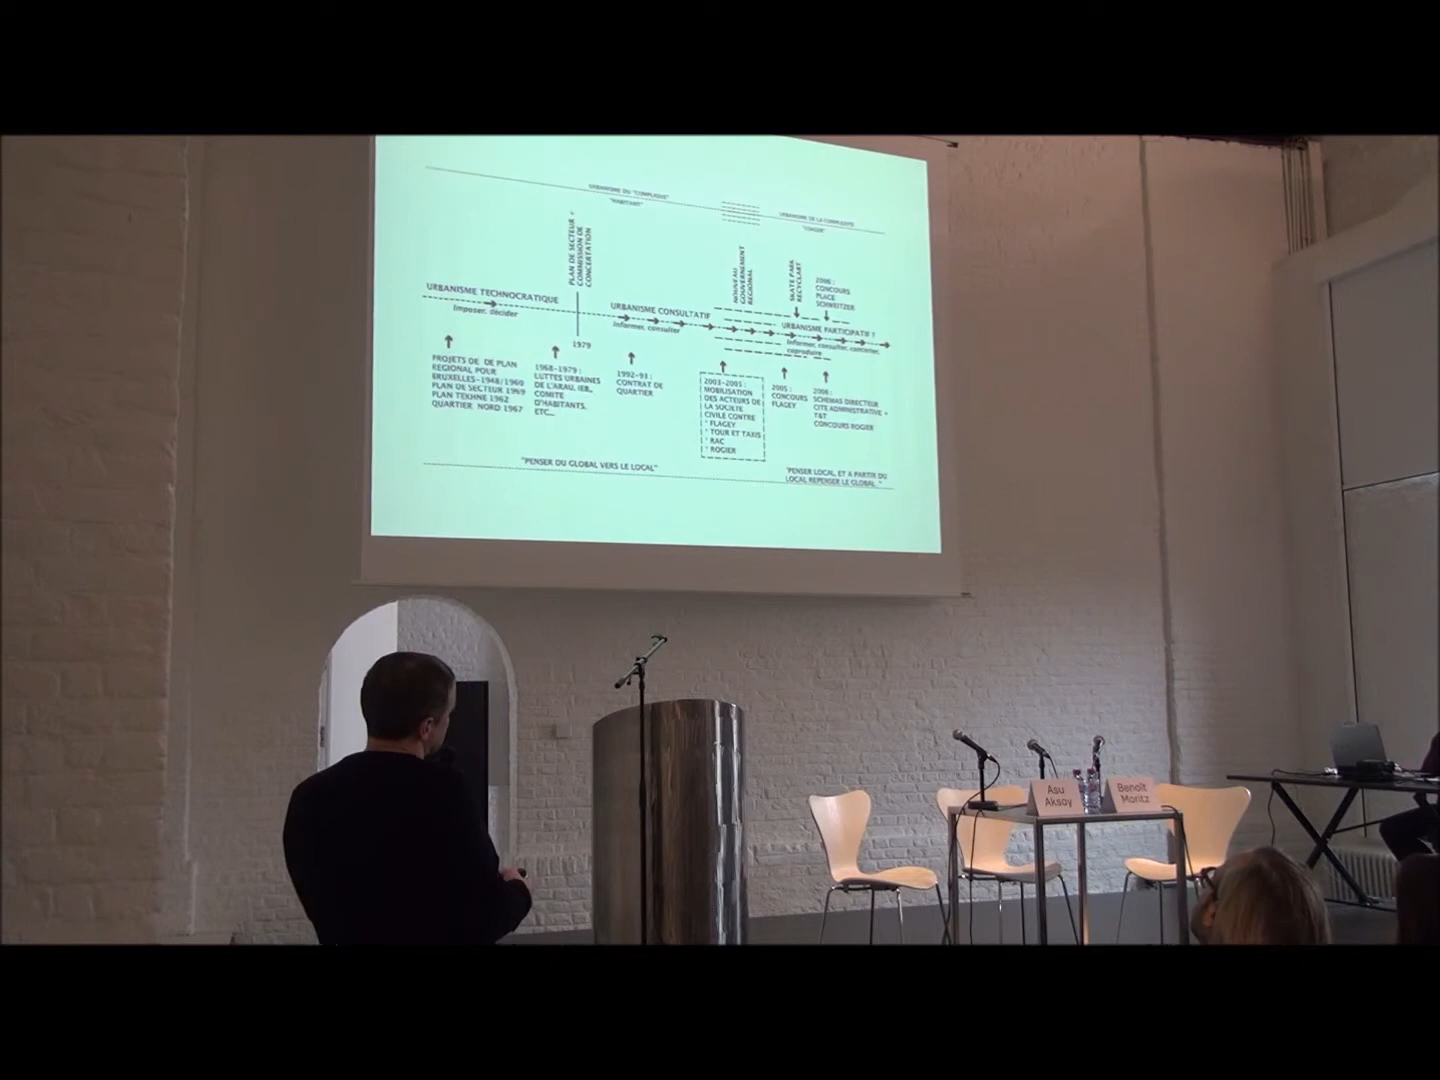 URBANISME DU "COMPLIQUE"
"HABITANT"
URBANISME DE LA COMPLEXITE
"USAGER"
PLAN DE SECTEUR +
COMMISSION DE
CONCERTATION
NOUVEAU
GOUVERNEMENT
REGIONAL
SKATE PARK
RECYCLART
2006 :
CONCOURS
PLACE
SCHWEITZER
URBANISME TECHNOCRATIQUE
Imposer, décider
URBANISME CONSULTATIF
Informer, consulter
URBANISME PARTICIPATIF ?
Informer, consulter, concerter,
coproduire
1979
PROJETS DE DE PLAN
REGIONAL POUR
BRUXELLES-1948/1960
PLAN DE SECTEUR 1969
PLAN TEKHNE 1962
QUARTIER NORD 1967
1968-1979 :
LUTTES URBAINES
DE L'ARAU, IEB,
COMITE
D'HABITANTS,
ETC...
1992-93 :
CONTRAT DE
QUARTIER
2003-2005 :
MOBILISATION
DES ACTEURS DE
LA SOCIETE
CIVILE CONTRE
* FLAGEY
* TOUR ET TAXIS
* RAC
* ROGIER
2005 :
CONCOURS
FLAGEY
2006 :
SCHEMAS DIRECTEUR
CITE ADMINISTRATIVE +
T&T
CONCOURS ROGIER
"PENSER DU GLOBAL VERS LE LOCAL"
"PENSER LOCAL, ET A PARTIR DU
LOCAL REPENSER LE GLOBAL "
Asu
Aksoy
Benoît
Moritz